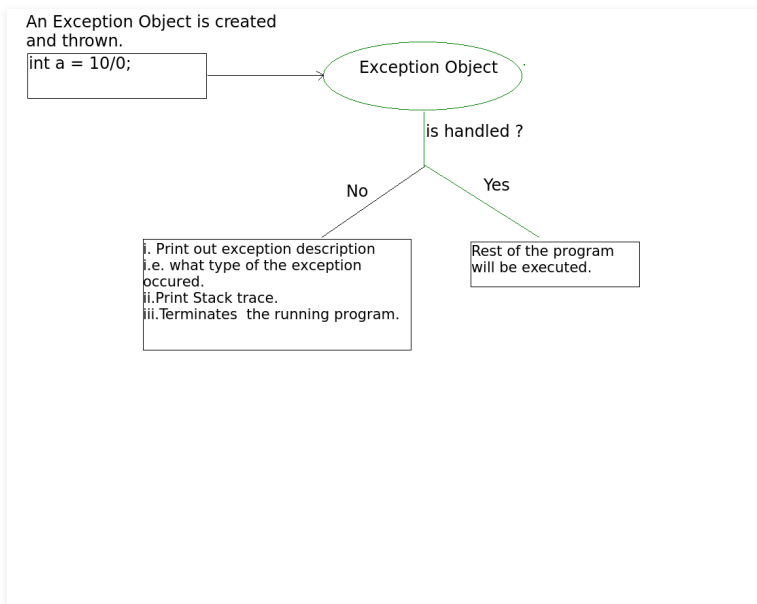 An Exception Object is created
and thrown.
int a = 10/0;
Exception Object
is handled ?
No
Yes
i. Print out exception description
i.e. what type of the exception
occured.
ii.Print Stack trace.
iii.Terminates  the running program.
Rest of the program
will be executed.